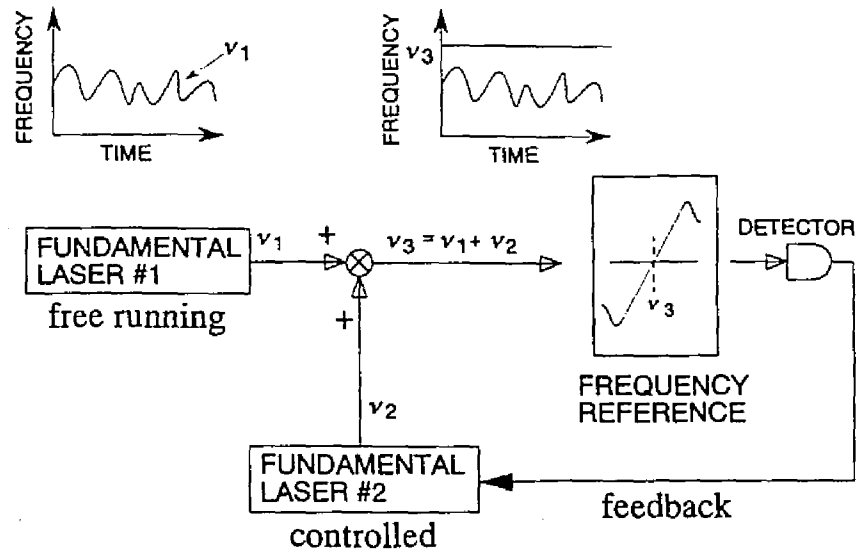 FREQUENCY
ν1
TIME
FREQUENCY
ν3
TIME
FUNDAMENTAL
LASER #1
free running
ν1
+
ν3 = ν1 + ν2
+
ν2
ν3
FREQUENCY
REFERENCE
DETECTOR
FUNDAMENTAL
LASER #2
controlled
feedback